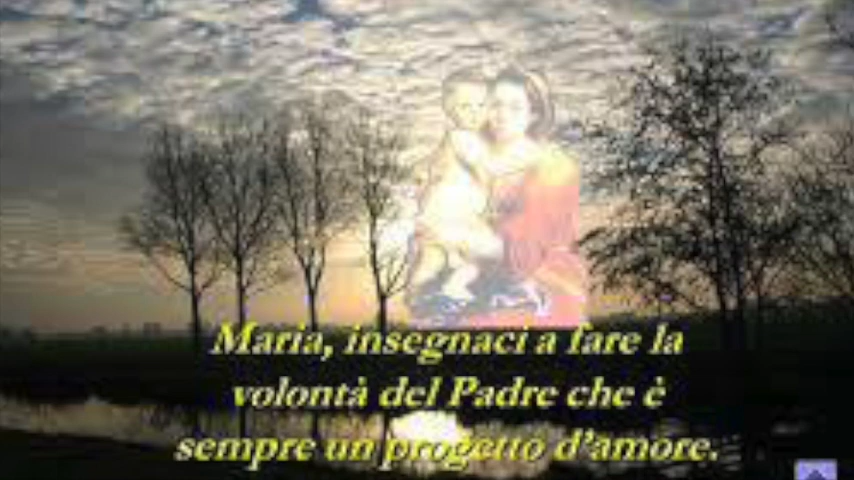 Maria, insegnaci a fare la
volontà del Padre che è
sempre un progetto d'amore.